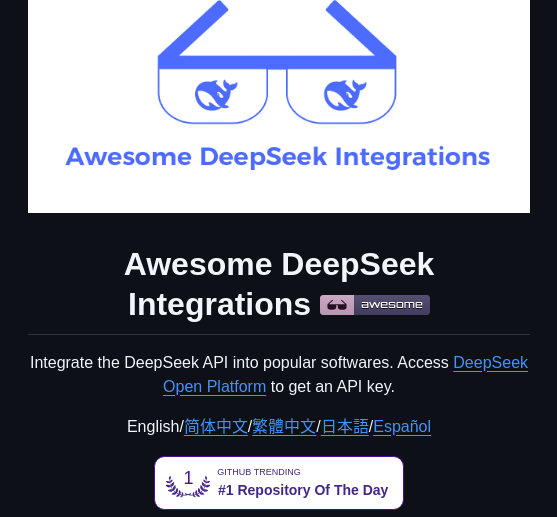 Awesome DeepSeek Integrations
Awesome DeepSeek
Integrations awesome
Integrate the DeepSeek API into popular softwares. Access DeepSeek
Open Platform to get an API key.
English/简体中文/繁體中文/日本語/Español
1
GITHUB TRENDING
#1 Repository Of The Day